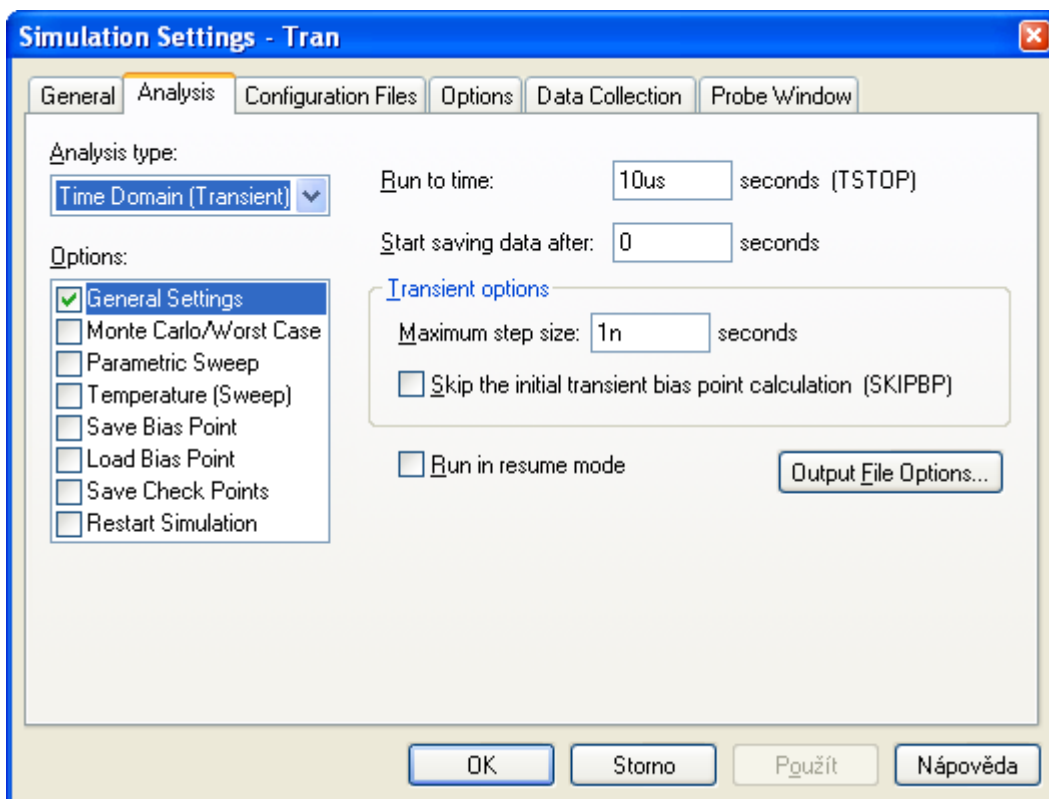 Simulation Settings - Tran
General Analysis Configuration Files Options Data Collection Probe Window
Analysis type:
Time Domain (Transient)
Options:
General Settings
Monte Carlo/Worst Case
Parametric Sweep
Temperature (Sweep)
Save Bias Point
Load Bias Point
Save Check Points
Restart Simulation
Run to time: 10us seconds (TSTOP)
Start saving data after: 0 seconds
Transient options
Maximum step size: 1n seconds
Skip the initial transient bias point calculation (SKIPBP)
Run in resume mode
Output File Options...
OK Storno Použít Nápověda